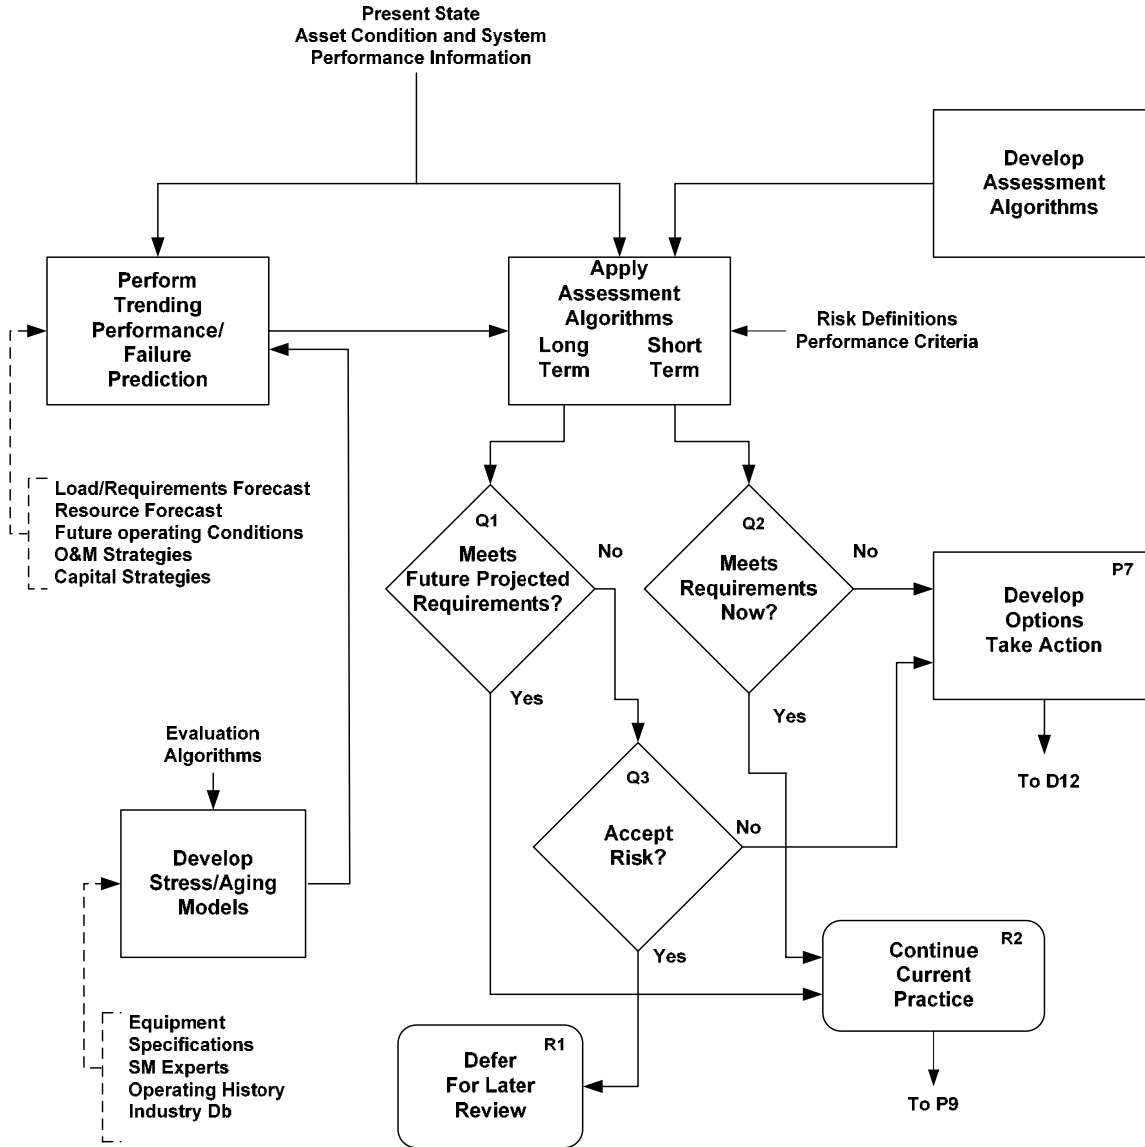 Present State
Asset Condition and System
Performance Information
Develop
Assessment
Algorithms
Perform
Trending
Performance/
Failure
Prediction
Apply
Assessment
Algorithms
Long
Term
Short
Term
Risk Definitions
Performance Criteria
Load/Requirements Forecast
Resource Forecast
Future operating Conditions
O&M Strategies
Capital Strategies
Q1
Meets
Future Projected
Requirements?
No
Yes
Q2
Meets
Requirements
Now?
No
Yes
P7
Develop
Options
Take Action
To D12
Evaluation
Algorithms
Develop
Stress/Aging
Models
Q3
Accept
Risk?
No
Yes
R2
Continue
Current
Practice
To P9
Equipment
Specifications
SM Experts
Operating History
Industry Db
R1
Defer
For Later
Review